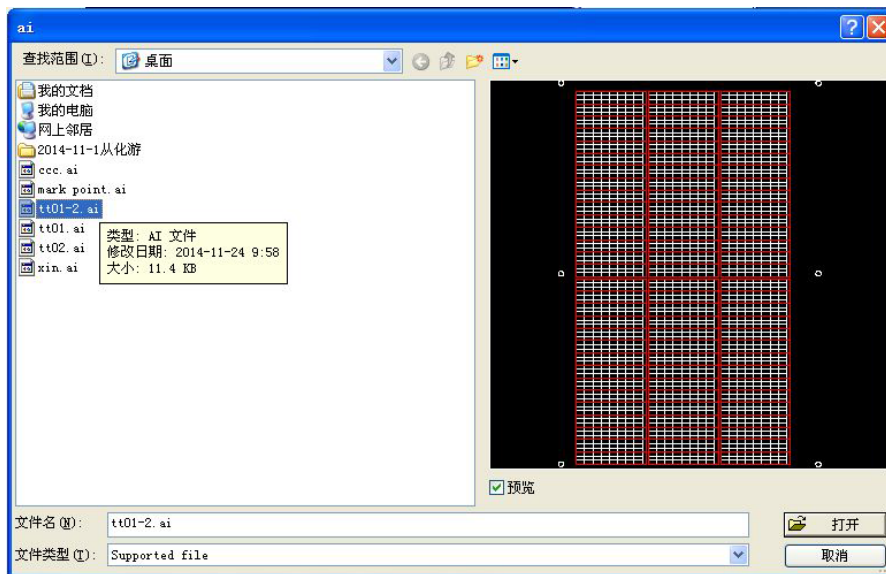 ai
查找范围(I):
桌面
我的文档
我的电脑
网上邻居
2014-11-1从化游
ccc.ai
mark point.ai
tt01-2.ai
tt01.ai
tt02.ai
xin.ai
类型: AI 文件
修改日期: 2014-11-24 9:58
大小: 11.4 KB
预览
文件名(N):
tt01-2.ai
打开
文件类型(T):
Supported file
取消